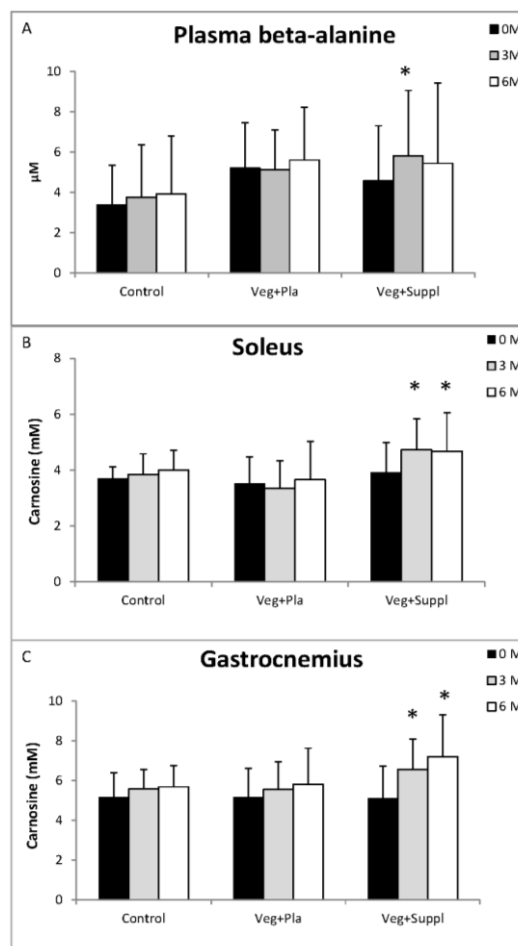 A
Plasma beta-alanine
0M
3M
6M
10
8
6
4
2
0
µM
*
Control Veg+Pla Veg+Suppl
B
Soleus
0 M
3 M
6 M
8
6
4
2
0
Carnosine (mM)
* *
Control Veg+Pla Veg+Suppl
C
Gastrocnemius
0 M
3 M
6 M
10
8
6
4
2
0
Carnosine (mM)
* *
Control Veg+Pla Veg+Suppl